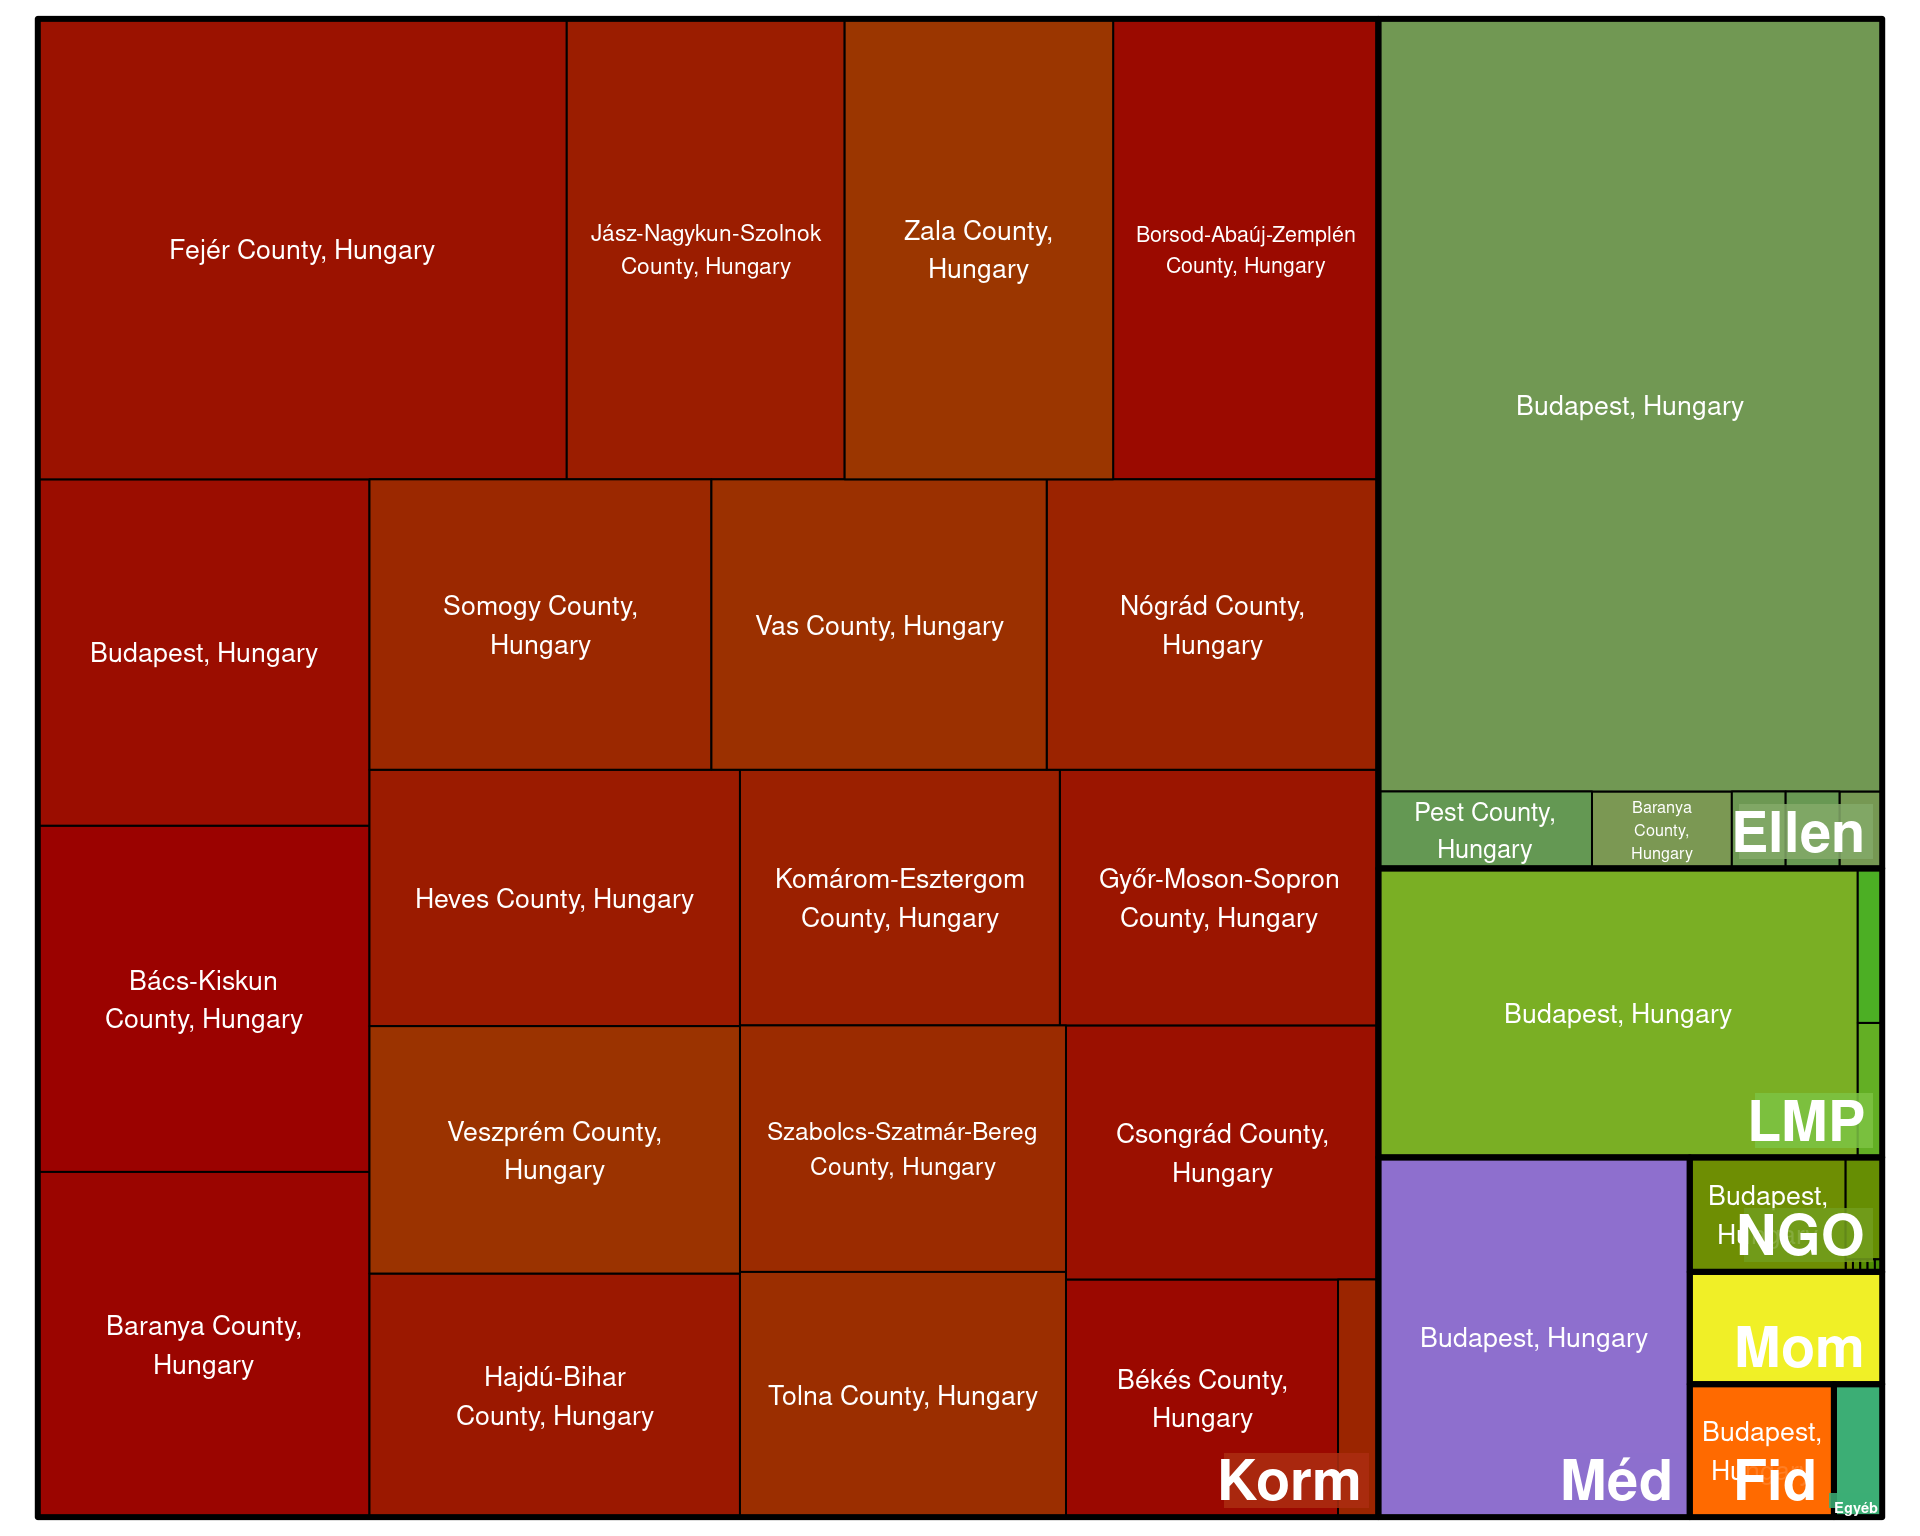 Fejér County, Hungary
Jász-Nagykun-Szolnok
County, Hungary
Zala County,
Hungary
Borsod-Abaúj-Zemplén
County, Hungary
Budapest, Hungary
Somogy County,
Hungary
Vas County, Hungary
Nógrád County,
Hungary
Bács-Kiskun
County, Hungary
Heves County, Hungary
Komárom-Esztergom
County, Hungary
Győr-Moson-Sopron
County, Hungary
Baranya County,
Hungary
Veszprém County,
Hungary
Szabolcs-Szatmár-Bereg
County, Hungary
Csongrád County,
Hungary
Hajdú-Bihar
County, Hungary
Tolna County, Hungary
Békés County,
Hungary
Korm
Budapest, Hungary
Pest County,
Hungary
Baranya
County,
Hungary
Ellen
Budapest, Hungary
LMP
Budapest, Hungary
Méd
Budapest,
NGO
Mom
Budapest,
Fid
Egyéb